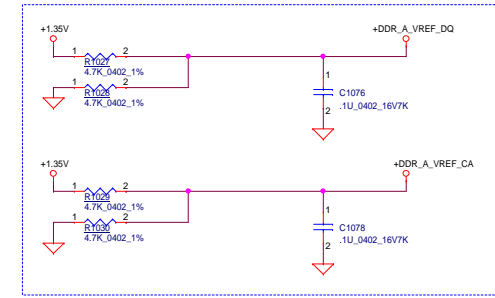 +1.35V
+DDR_A_VREF_DQ
1 2
R1027
4.7K_0402_1%
1 2
R1028
4.7K_0402_1%
1
C1076
.1U_0402_16V7K
2
+1.35V
+DDR_A_VREF_CA
1 2
R1029
4.7K_0402_1%
1 2
R1030
4.7K_0402_1%
1
C1078
.1U_0402_16V7K
2